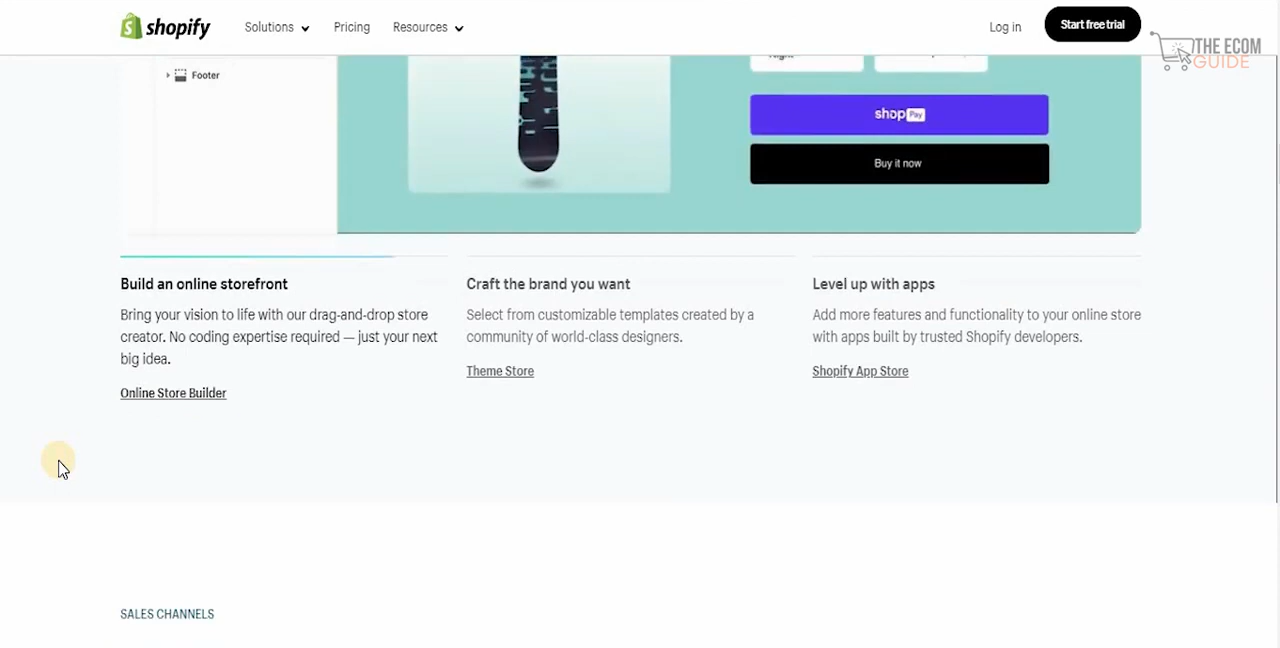 shopify
Solutions
Pricing
Resources
Log in
Start free trial
THE ECOM
GUIDE
Footer
shop Pay
Buy it now
Build an online storefront
Bring your vision to life with our drag-and-drop store
creator. No coding expertise required — just your next
big idea.
Online Store Builder
Craft the brand you want
Select from customizable templates created by a
community of world-class designers.
Theme Store
Level up with apps
Add more features and functionality to your online store
with apps built by trusted Shopify developers.
Shopify App Store
SALES CHANNELS